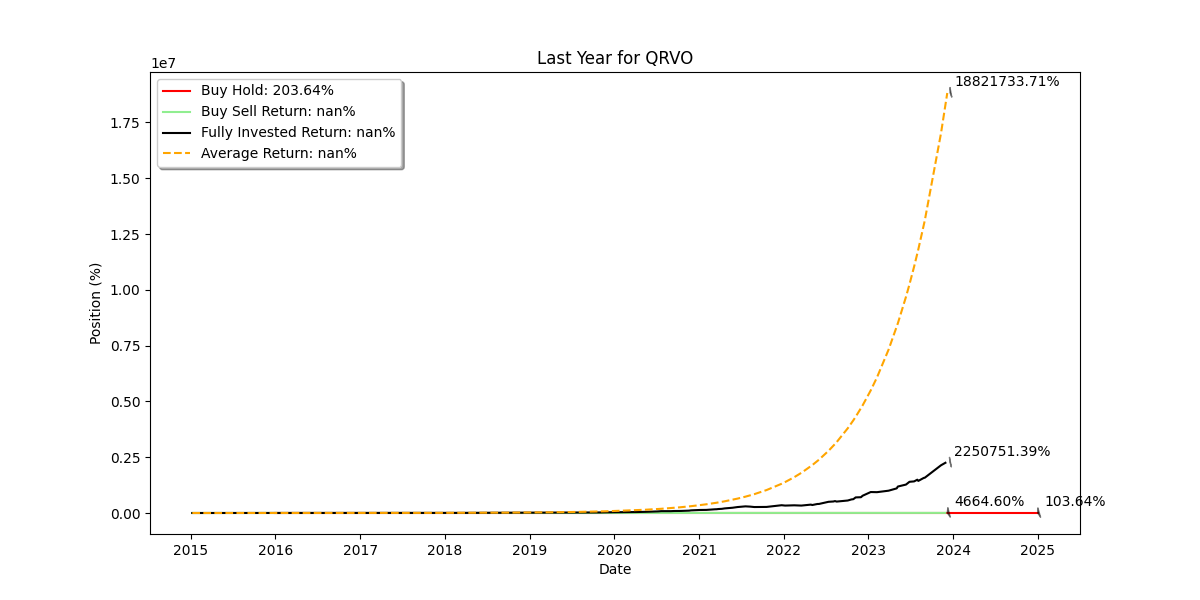 Last Year for QRVO
1e7
Buy Hold: 203.64%
Buy Sell Return: nan%
Fully Invested Return: nan%
Average Return: nan%
18821733.71%
2250751.39%
4664.60%
103.64%
Position (%)
1.75
1.50
1.25
1.00
0.75
0.50
0.25
0.00
2015 2016 2017 2018 2019 2020 2021 2022 2023 2024 2025
Date